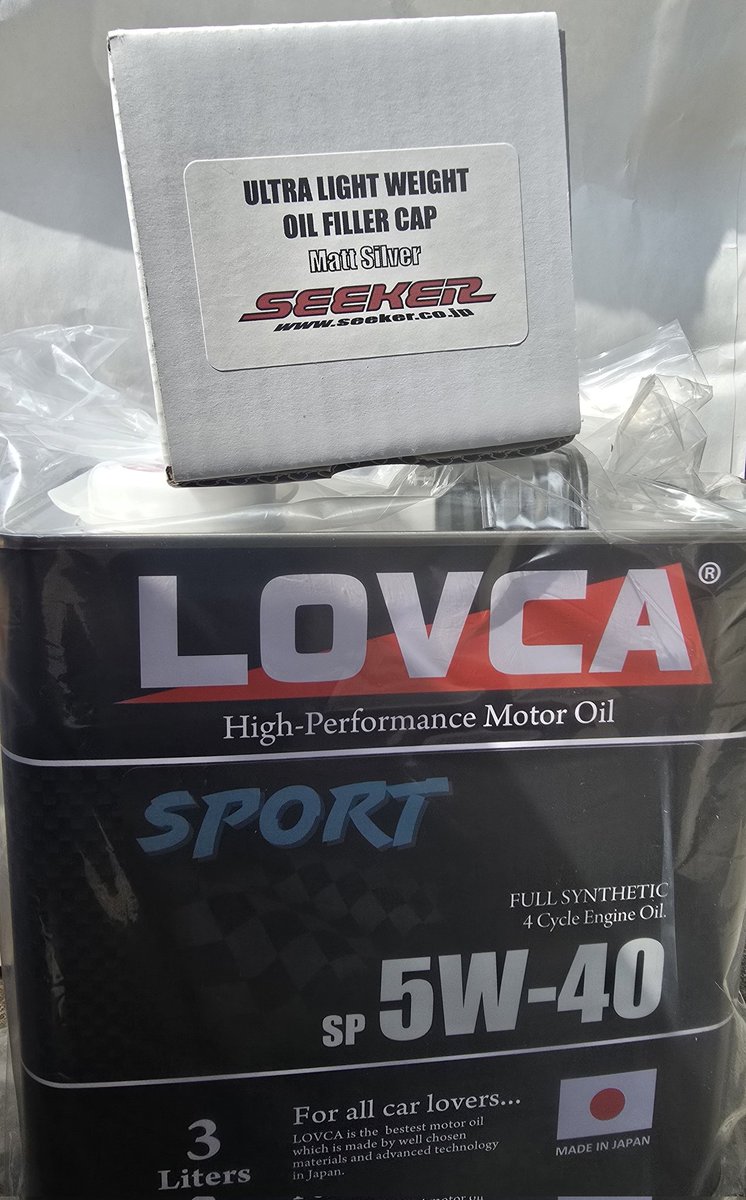 ULTRA LIGHT WEIGHT
OIL FILLER CAP
Matt Silver
SEEKER
www.seeker.co.jp
LOVCA®
High-Performance Motor Oil
SPORT
FULL SYNTHETIC
4 Cycle Engine Oil.
SP 5W-40
3
Liters
For all car lovers...
LOVCA is the bestest motor oil
which is made by well chosen
materials and advanced technology
in Japan.
MADE IN JAPAN